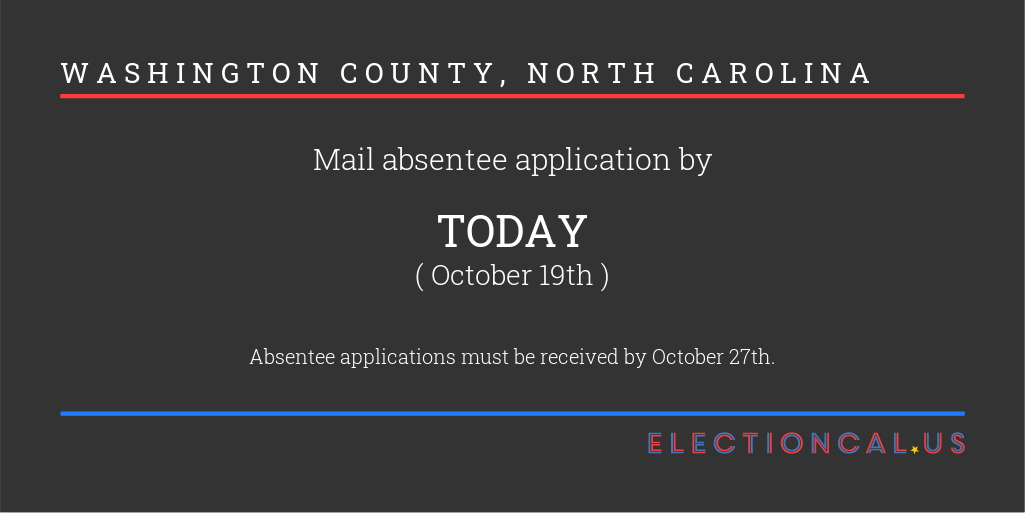 WASHINGTON COUNTY, NORTH CAROLINA
Mail absentee application by
TODAY
( October 19th )
Absentee applications must be received by October 27th.
ELECTIONCAL.US